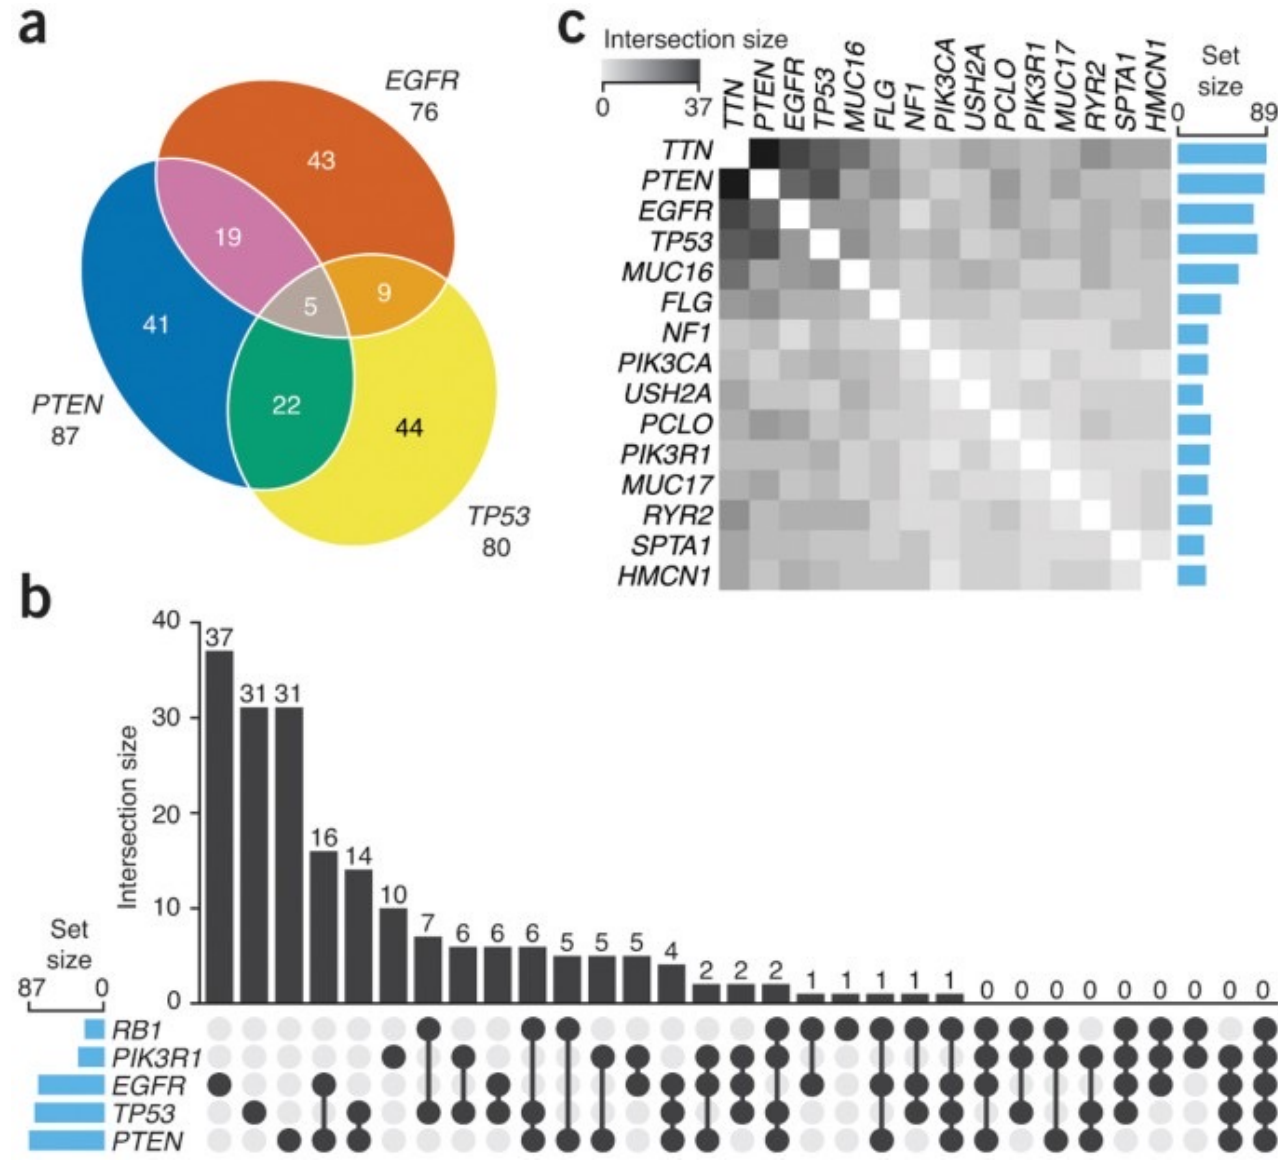 a
EGFR
76
43
19
5
9
41
22
44
PTEN
87
TP53
80
c
Intersection size
0 37
TTN PTEN EGFR TP53 MUC16 FLG NF1 PIK3CA USH2A PCLO PIK3R1 MUC17 RYR2 SPTA1 HMCN1
Set
size
0 89
TTN
PTEN
EGFR
TP53
MUC16
FLG
NF1
PIK3CA
USH2A
PCLO
PIK3R1
MUC17
RYR2
SPTA1
HMCN1
b
Intersection size
40
30
20
10
0
37 31 31 16 14 10 7 6 6 6 5 5 5 4 2 2 2 1 1 1 1 1 0 0 0 0 0 0 0 0 0
Set
size
87 0
RB1
PIK3R1
EGFR
TP53
PTEN